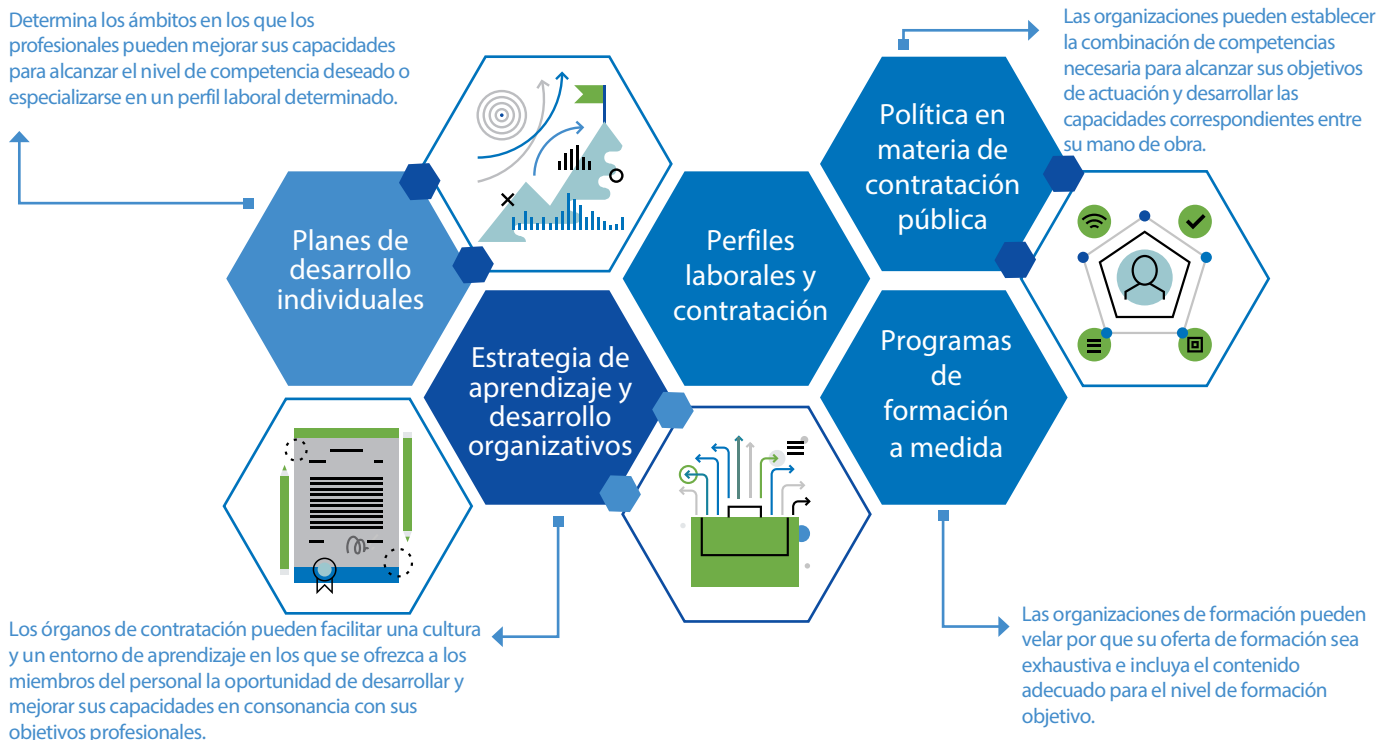 Determina los ámbitos en los que los
profesionales pueden mejorar sus capacidades
para alcanzar el nivel de competencia deseado o
especializarse en un perfil laboral determinado.
Las organizaciones pueden establecer
la combinación de competencias
necesaria para alcanzar sus objetivos
de actuación y desarrollar las
capacidades correspondientes entre
su mano de obra.
Planes de
desarrollo
individuales
Estrategia de
aprendizaje y
desarrollo
organizativos
Perfiles
laborales y
contratación
Política en
materia de
contratación
pública
Programas
de
formación
a medida
Los órganos de contratación pueden facilitar una cultura
y un entorno de aprendizaje en los que se ofrezca a los
miembros del personal la oportunidad de desarrollar y
mejorar sus capacidades en consonancia con sus
objetivos profesionales.
Las organizaciones de formación pueden
velar por que su oferta de formación sea
exhaustiva e incluya el contenido
adecuado para el nivel de formación
objetivo.